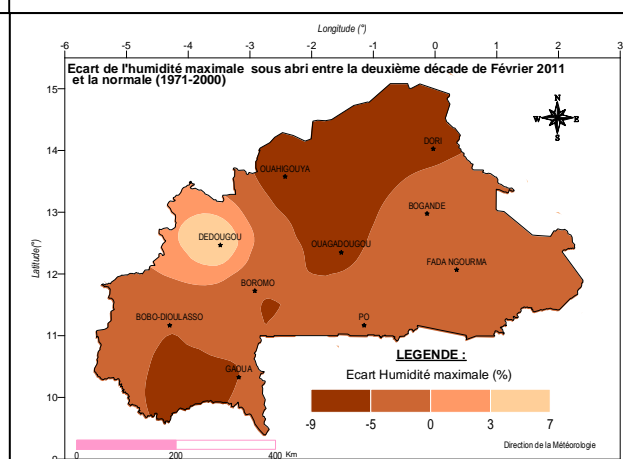 Longitude (°)
-6 -5 -4 -3 -2 -1 0 1 2 3
Ecart de l'humidité maximale sous abri entre la deuxième décade de Février 2011
et la normale (1971-2000)
15
N
W E
S
14
DORI
OUAHIGOUYA
13
BOGANDE
DEDOUGOU
OUAGADOUGOU
FADA NGOURMA
Latitude(°)
12
BOROMO
BOBO-DIOULASSO
PO
11
LEGENDE :
GAOUA
Ecart Humidité maximale (%)
10
-9 -5 0 3 7
0 200 400 Km
Direction de la Météorologie
9